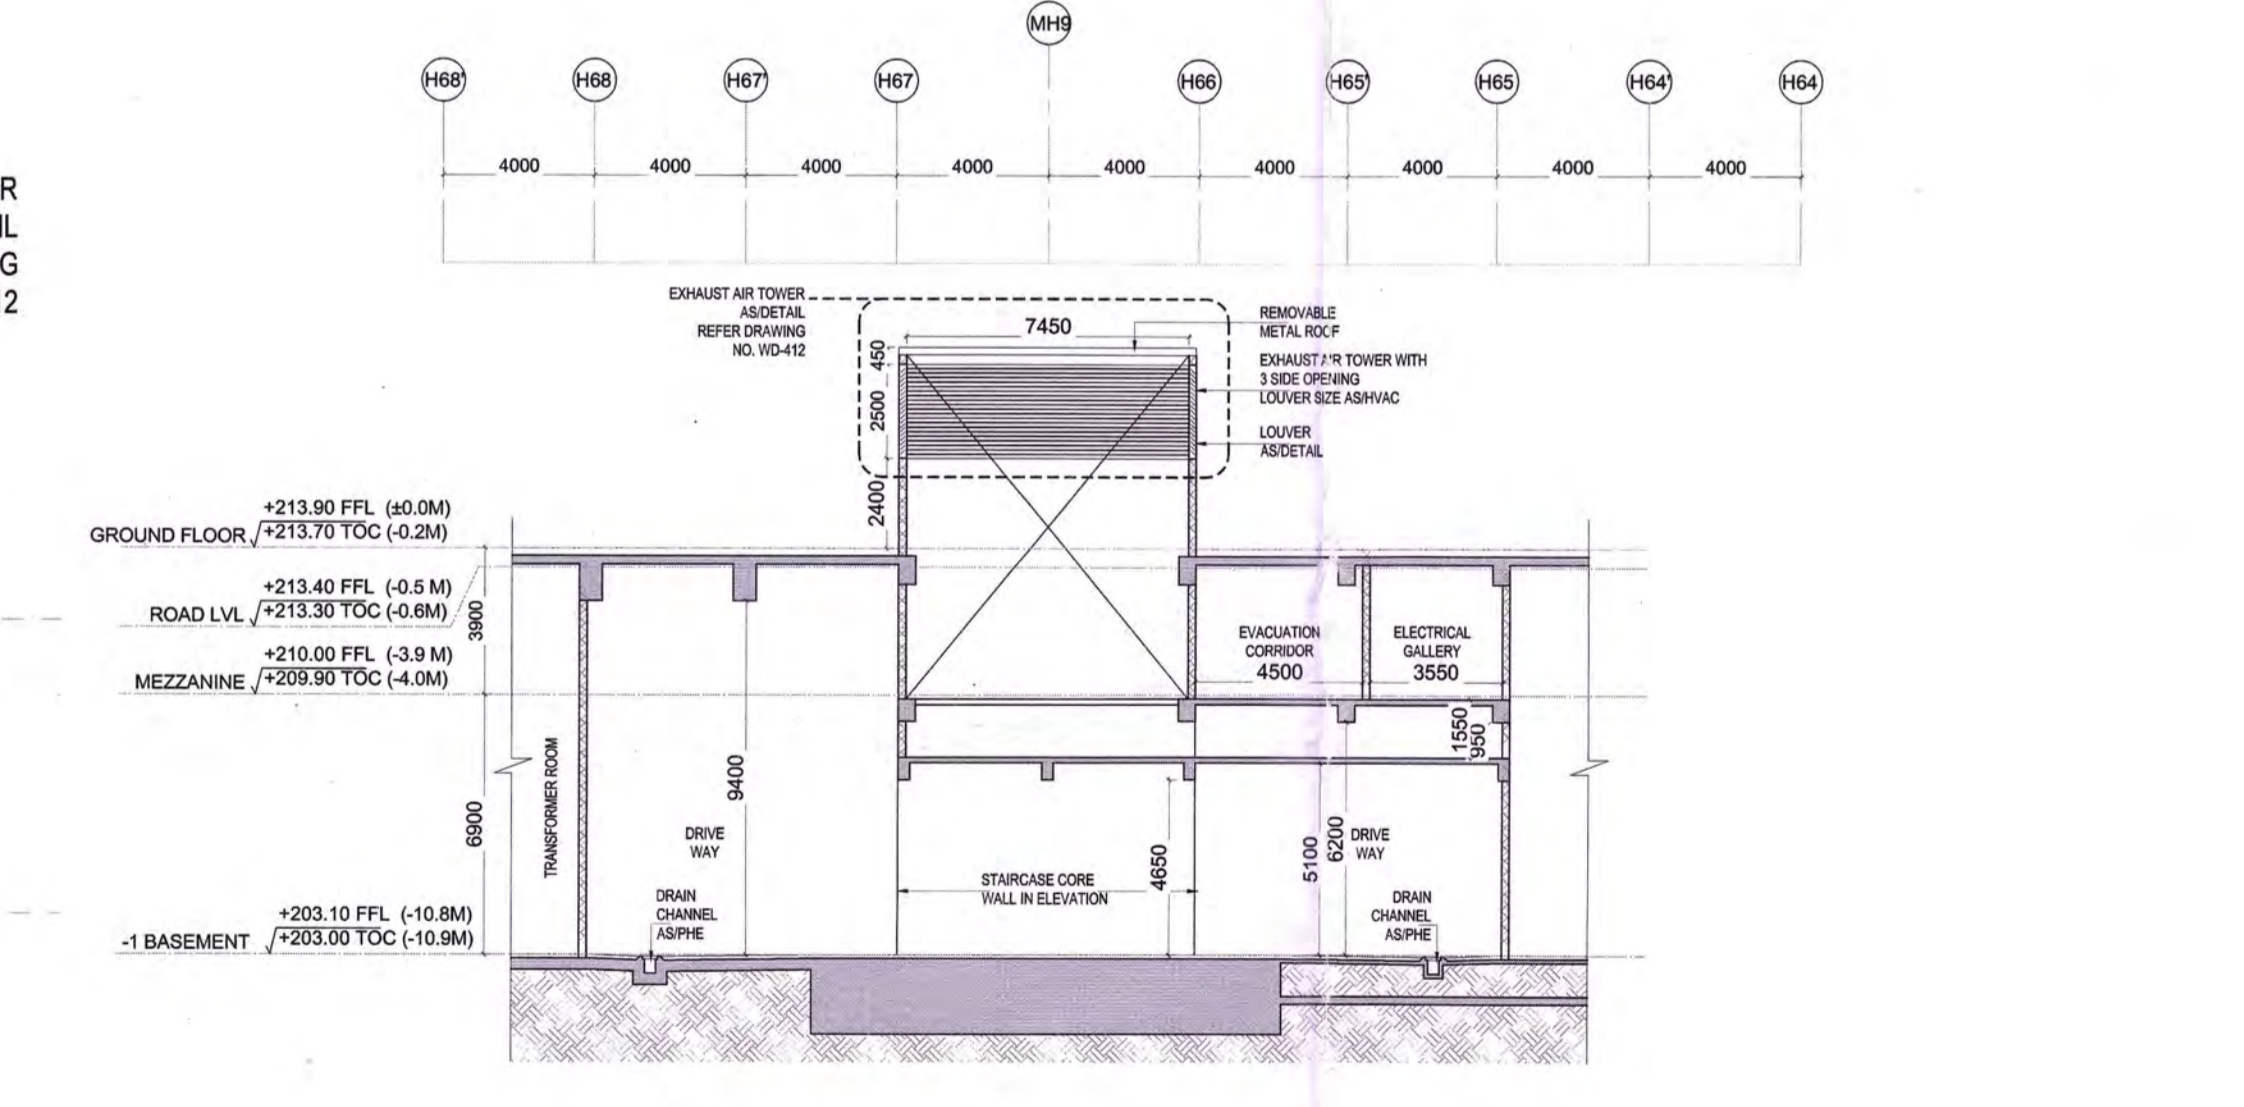 MH9
H68' H68 H67' H67 H66 H65' H65 H64' H64
4000 4000 4000 4000 4000 4000 4000 4000 4000
R
IL
G
2
EXHAUST AIR TOWER
AS/DETAIL
REFER DRAWING
NO. WD-412
7450
450
2500
2400
REMOVABLE
METAL ROOF
EXHAUST AIR TOWER WITH
3 SIDE OPENING
LOUVER SIZE AS/HVAC
LOUVER
AS/DETAIL
+213.90 FFL (±0.0M)
GROUND FLOOR +213.70 TOC (-0.2M)
+213.40 FFL (-0.5 M)
ROAD LVL +213.30 TOC (-0.6M)
+210.00 FFL (-3.9 M)
MEZZANINE +209.90 TOC (-4.0M)
+203.10 FFL (-10.8M)
-1 BASEMENT +203.00 TOC (-10.9M)
3900
6900
TRANSFORMER ROOM
9400
DRIVE
WAY
DRAIN
CHANNEL
AS/PHE
STAIRCASE CORE
WALL IN ELEVATION
4650
EVACUATION
CORRIDOR
4500
ELECTRICAL
GALLERY
3550
1550
950
5100
6200
DRIVE
WAY
DRAIN
CHANNEL
AS/PHE